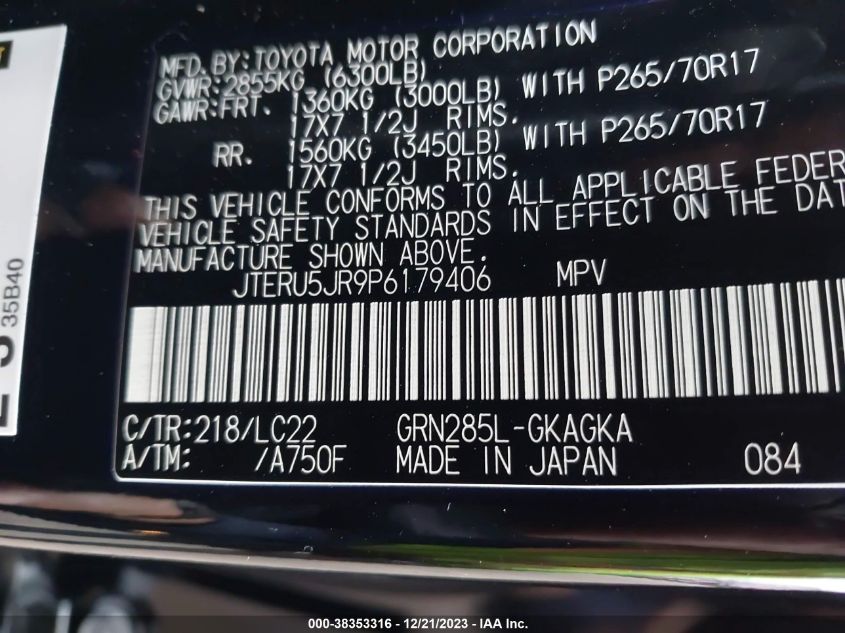 MFD. BY: TOYOTA MOTOR CORPORATION
GVWR: 2855KG (6300LB)
GAWR: FRT. 1360KG (3000LB) WITH P265/70R17
17X7 1/2J RIMS.
RR. 1560KG (3450LB) WITH P265/70R17
17X7 1/2J RIMS.
THIS VEHICLE CONFORMS TO ALL APPLICABLE FEDER
VEHICLE SAFETY STANDARDS IN EFFECT ON THE DAT
MANUFACTURE SHOWN ABOVE.
JTERU5JR9P6179406 MPV
C/TR: 218/LC22 GRN285L-GKAGKA
A/TM: /A750F MADE IN JAPAN 084
35B40
000-38353316 - 12/21/2023 - IAA Inc.